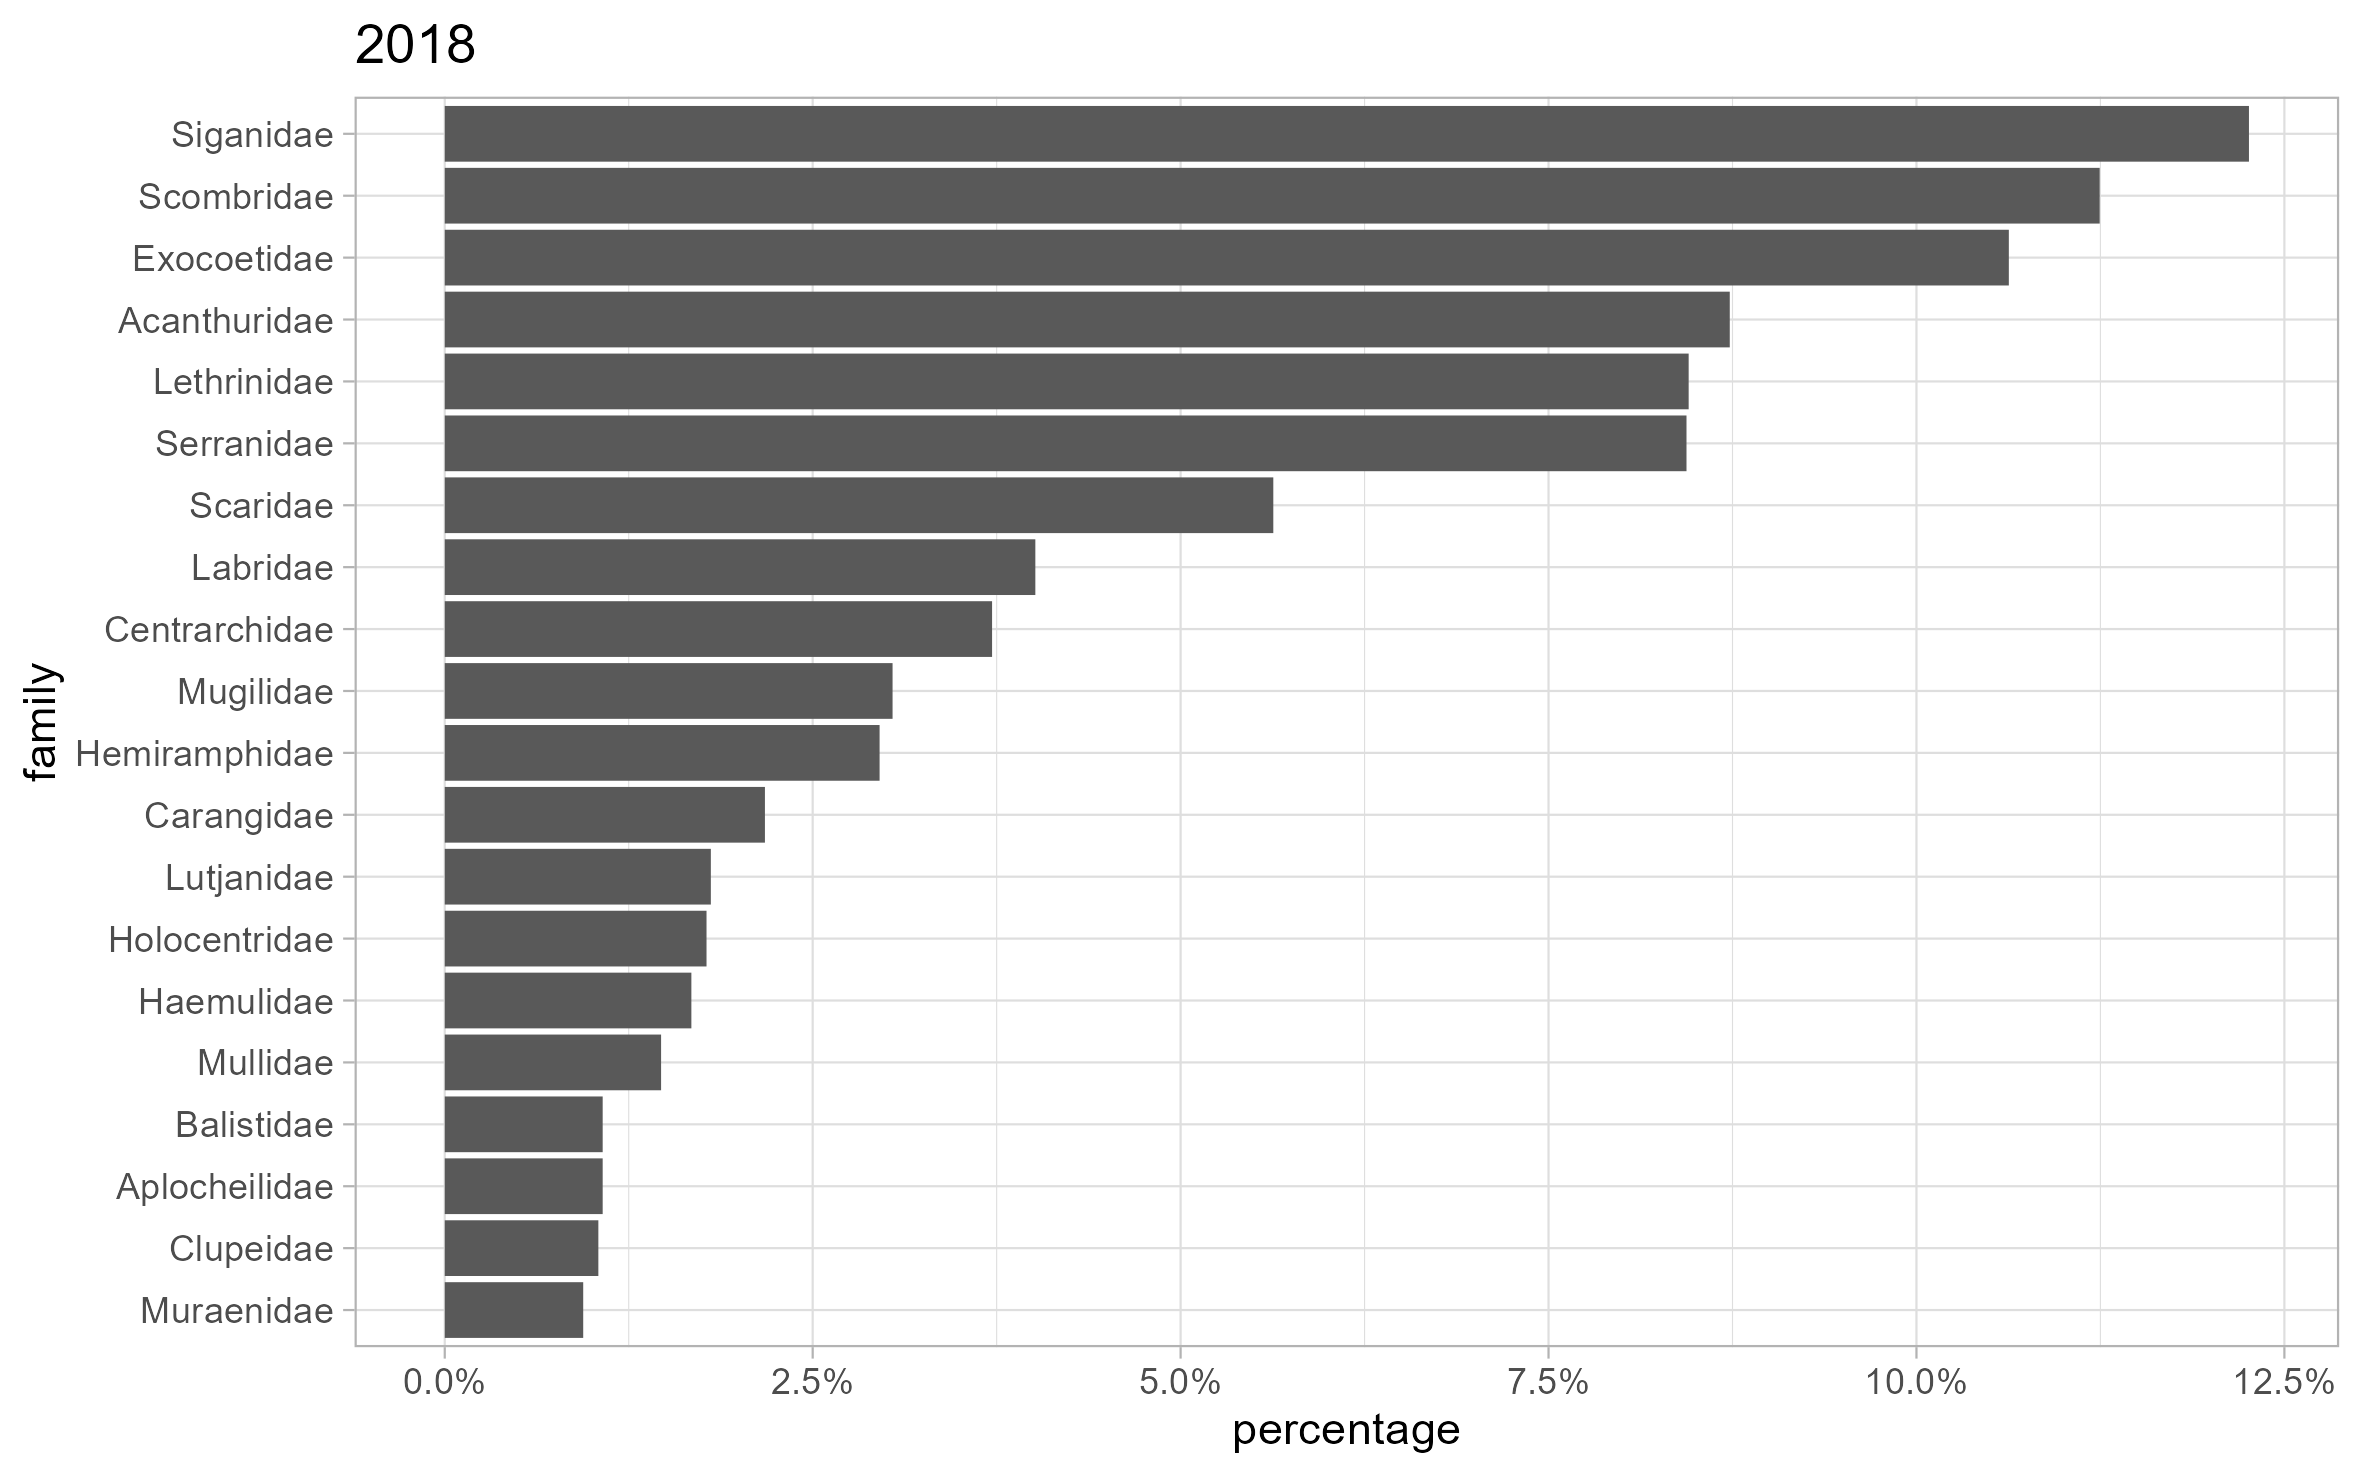 2018
family
Siganidae
Scombridae
Exocoetidae
Acanthuridae
Lethrinidae
Serranidae
Scaridae
Labridae
Centrarchidae
Mugilidae
Hemiramphidae
Carangidae
Lutjanidae
Holocentridae
Haemulidae
Mullidae
Balistidae
Aplocheilidae
Clupeidae
Muraenidae
0.0% 2.5% 5.0% 7.5% 10.0% 12.5%
percentage